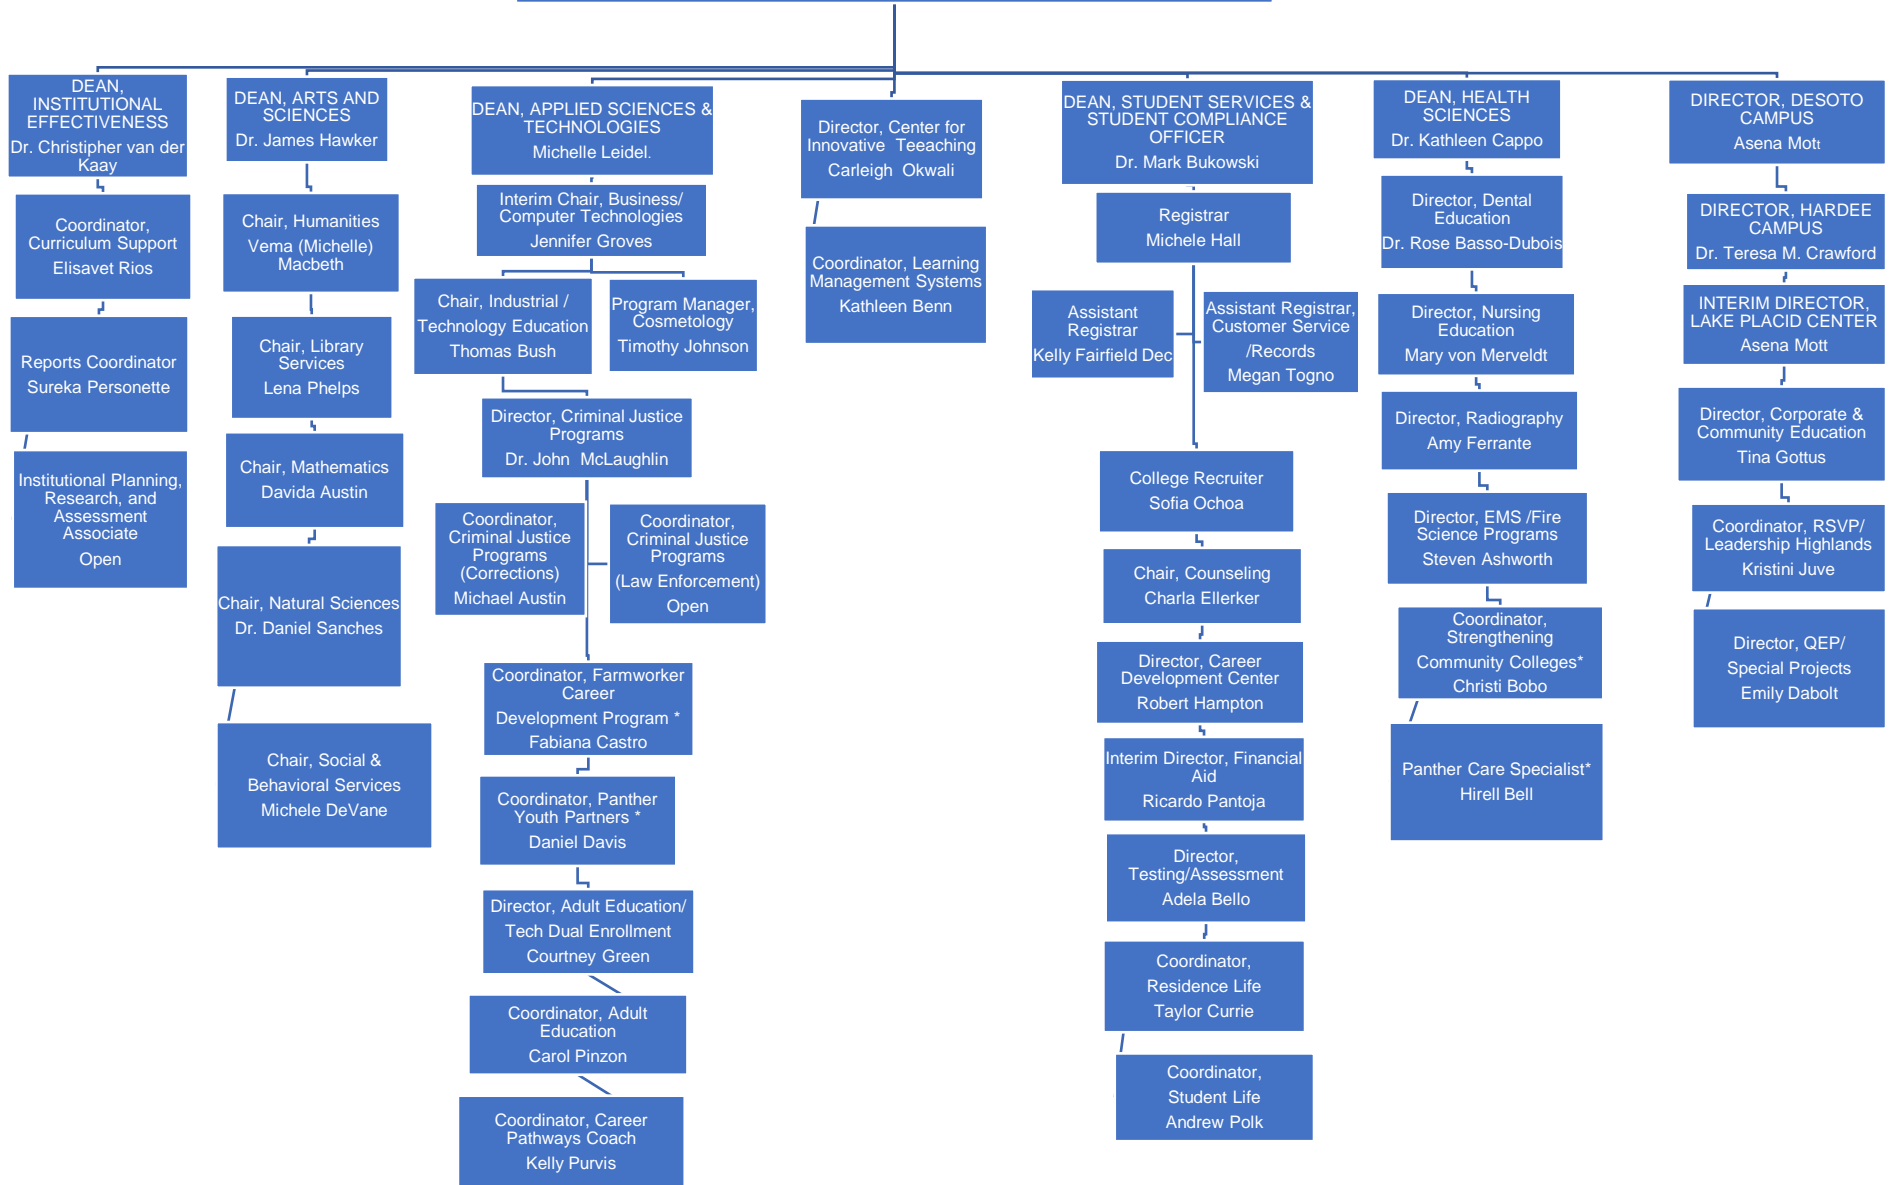 DEAN,
INSTITUTIONAL
EFFECTIVENESS
Dr. Christipher van der
Kaay
Coordinator,
Curriculum Support
Elisavet Rios
Reports Coordinator
Sureka Personette
Institutional Planning,
Research, and
Assessment
Associate
Open
DEAN, ARTS AND
SCIENCES
Dr. James Hawker
Chair, Humanities
Vema (Michelle)
Macbeth
Chair, Library
Services
Lena Phelps
Chair, Mathematics
Davida Austin
Chair, Natural Sciences
Dr. Daniel Sanches
Chair, Social &
Behavioral Services
Michele DeVane
DEAN, APPLIED SCIENCES &
TECHNOLOGIES
Michelle Leidel.
Interim Chair, Business/
Computer Technologies
Jennifer Groves
Chair, Industrial /
Technology Education
Thomas Bush
Program Manager,
Cosmetology
Timothy Johnson
Director, Criminal Justice
Programs
Dr. John McLaughlin
Coordinator,
Criminal Justice
Programs
(Corrections)
Michael Austin
Coordinator,
Criminal Justice
Programs
(Law Enforcement)
Open
Coordinator, Farmworker
Career
Development Program *
Fabiana Castro
Coordinator, Panther
Youth Partners *
Daniel Davis
Director, Adult Education/
Tech Dual Enrollment
Courtney Green
Coordinator, Adult
Education
Carol Pinzon
Coordinator, Career
Pathways Coach
Kelly Purvis
Director, Center for
Innovative Teeaching
Carleigh Okwali
Coordinator, Learning
Management Systems
Kathleen Benn
DEAN, STUDENT SERVICES &
STUDENT COMPLIANCE
OFFICER
Dr. Mark Bukowski
Registrar
Michele Hall
Assistant
Registrar
Kelly Fairfield Dec
Assistant Registrar,
Customer Service
/Records
Megan Togno
College Recruiter
Sofia Ochoa
Chair, Counseling
Charla Ellerker
Director, Career
Development Center
Robert Hampton
Interim Director, Financial
Aid
Ricardo Pantoja
Director,
Testing/Assessment
Adela Bello
Coordinator,
Residence Life
Taylor Currie
Coordinator,
Student Life
Andrew Polk
DEAN, HEALTH
SCIENCES
Dr. Kathleen Cappo
Director, Dental
Education
Dr. Rose Basso-Dubois
Director, Nursing
Education
Mary von Merveldt
Director, Radiography
Amy Ferrante
Director, EMS /Fire
Science Programs
Steven Ashworth
Coordinator,
Strengthening
Community Colleges*
Christi Bobo
Panther Care Specialist*
Hirell Bell
DIRECTOR, DESOTO
CAMPUS
Asena Mott
DIRECTOR, HARDEE
CAMPUS
Dr. Teresa M. Crawford
INTERIM DIRECTOR,
LAKE PLACID CENTER
Asena Mott
Director, Corporate &
Community Education
Tina Gottus
Coordinator, RSVP/
Leadership Highlands
Kristini Juve
Director, QEP/
Special Projects
Emily Dabolt